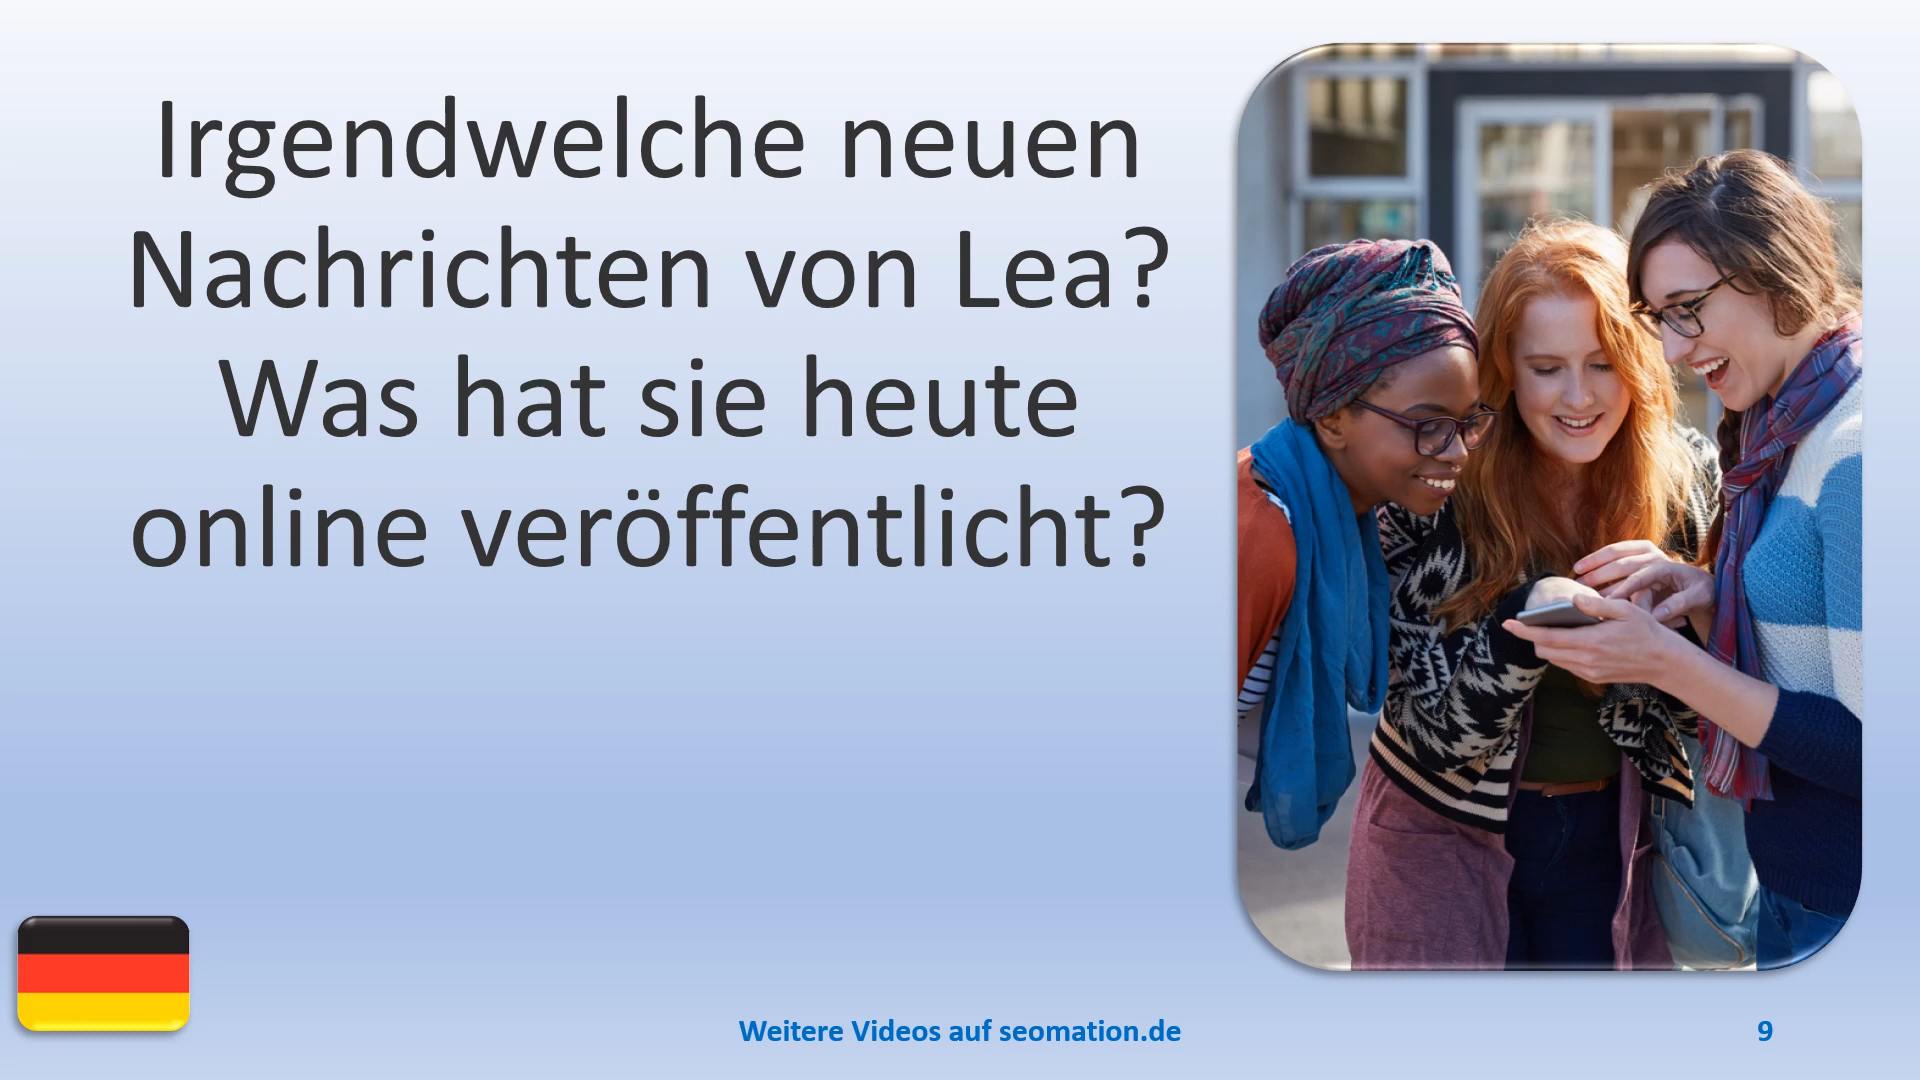 Irgendwelche neuen
Nachrichten von Lea?
Was hat sie heute
online veröffentlicht?
Weitere Videos auf seomation.de
9